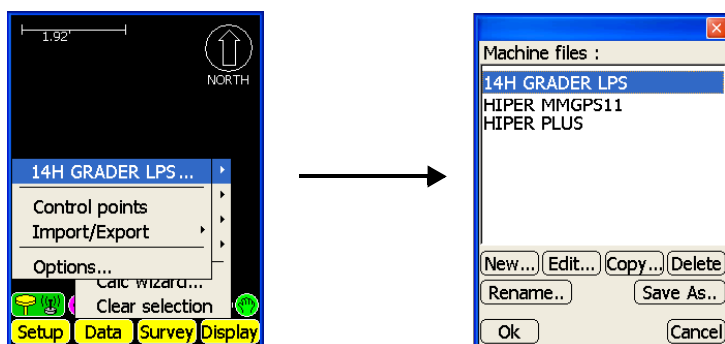 1.92'
NORTH
14H GRADER LPS...
Control points
Import/Export
Options...
Calc Wizard...
Clear selection
Setup Data Survey Display
Machine files :
14H GRADER LPS
HIPER MMGPS11
HIPER PLUS
New... Edit... Copy... Delete
Rename.. Save As..
Ok Cancel